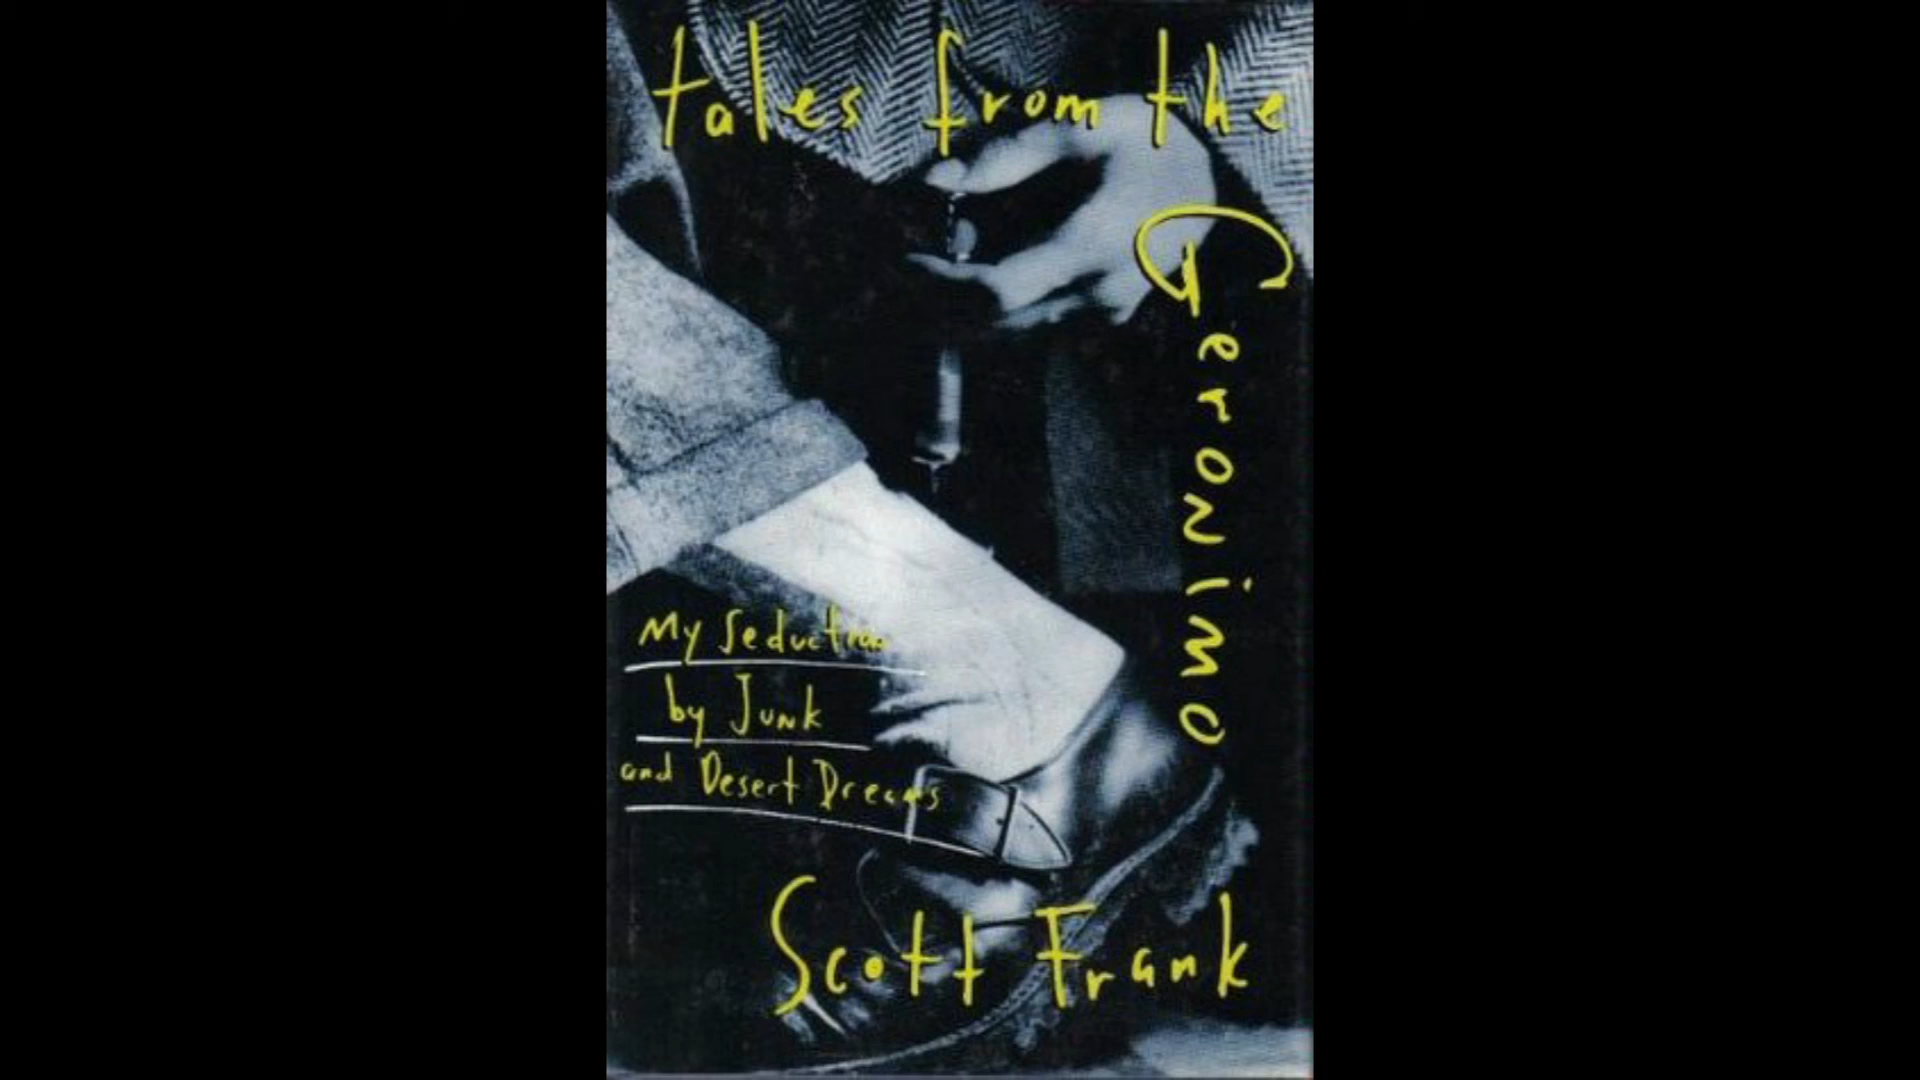 tales from the
Geronimo
My Seduction
by Junk
and Desert Dreams
Scott Frank